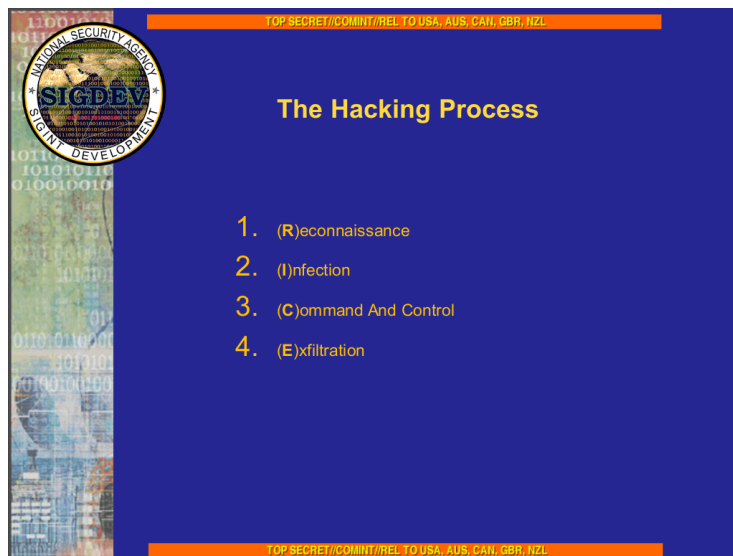 TOP SECRET//COMINT//REL TO USA, AUS, CAN, GBR, NZL
NATIONAL SECURITY AGENCY
SIGDEV
SIGINT DEVELOPMENT
The Hacking Process
1. (R)econnaissance
2. (I)nfection
3. (C)ommand And Control
4. (E)xfiltration
TOP SECRET//COMINT//REL TO USA, AUS, CAN, GBR, NZL